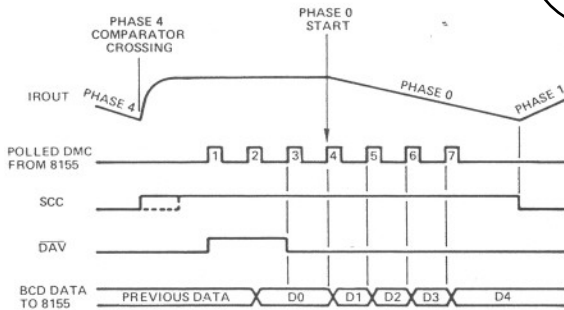 PHASE 4
COMPARATOR
CROSSING
PHASE 0
START
IROUT
PHASE 4
PHASE 0
PHASE 1
POLLED DMC
FROM 8155
1 2 3 4 5 6 7
SCC
DAV
BCD DATA
TO 8155
PREVIOUS DATA D0 D1 D2 D3 D4